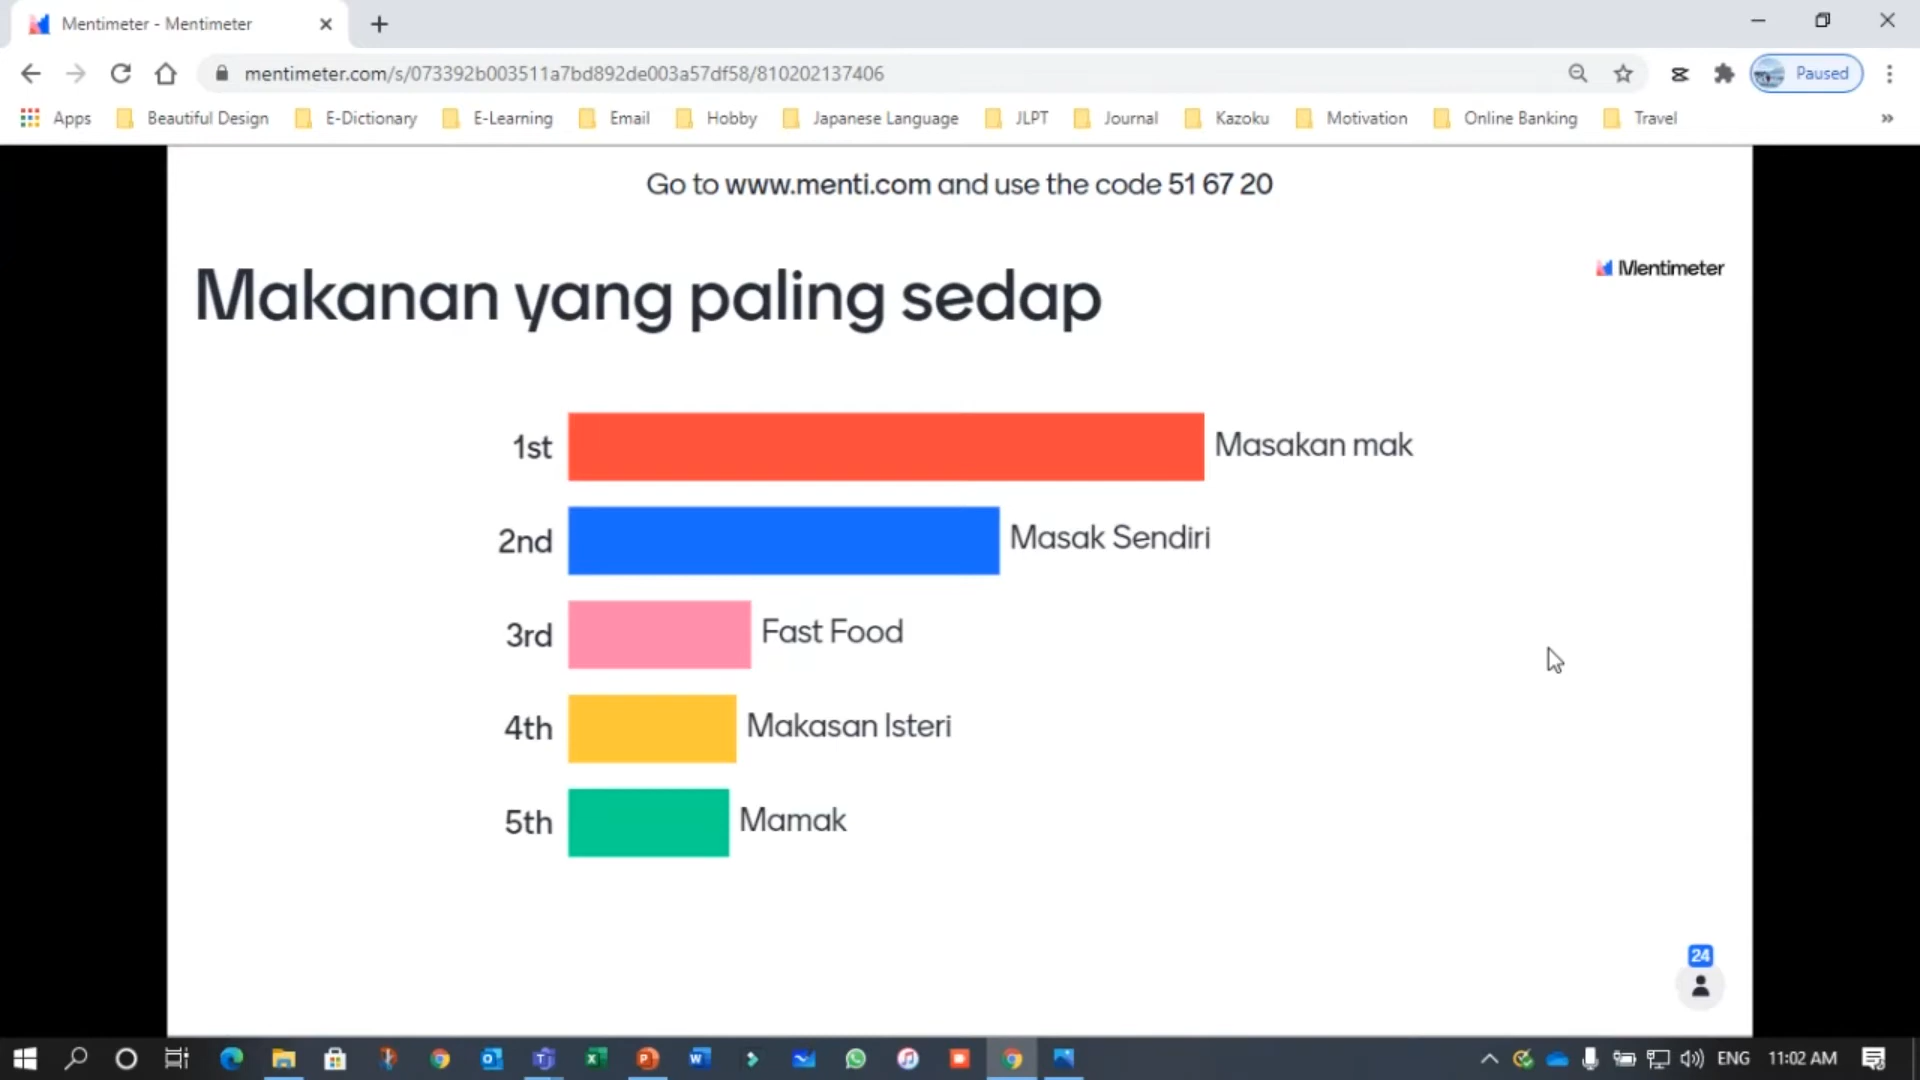 Mentimeter - Mentimeter
mentimeter.com/s/073392b003511a7bd892de003a57df58/810202137406
Paused
Apps
Beautiful Design
E-Dictionary
E-Learning
Email
Hobby
Japanese Language
JLPT
Journal
Kazoku
Motivation
Online Banking
Travel
»
Go to www.menti.com and use the code 51 67 20
Mentimeter
Makanan yang paling sedap
1st Masakan mak
2nd Masak Sendiri
3rd Fast Food
4th Makasan Isteri
5th Mamak
24
ENG
11:02 AM